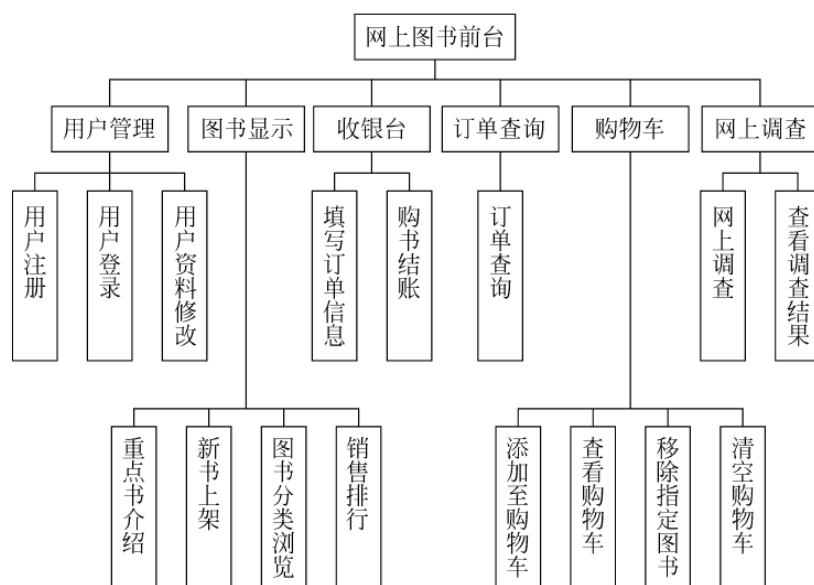 网上图书前台
用户管理
图书显示
收银台
订单查询
购物车
网上调查
用户注册
用户登录
用户资料修改
填写订单信息
购书结账
订单查询
网上调查
查看调查结果
重点书介绍
新书上架
图书分类浏览
销售排行
添加至购物车
查看购物车
移除指定图书
清空购物车